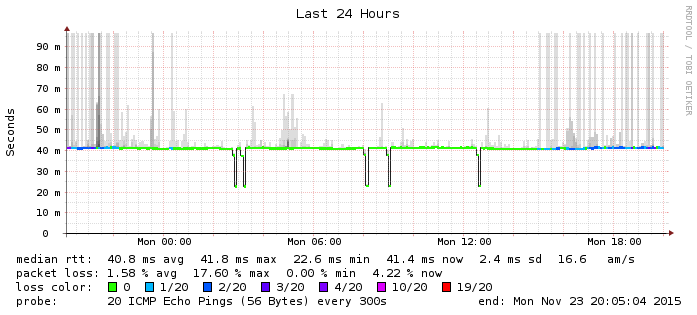 Last 24 Hours
RRDTOOL / TOBI OETIKER
Seconds
90 m
80 m
70 m
60 m
50 m
40 m
30 m
20 m
10 m
0
Mon 00:00 Mon 06:00 Mon 12:00 Mon 18:00
median rtt: 40.8 ms avg 41.8 ms max 22.6 ms min 41.4 ms now 2.4 ms sd 16.6 am/s
packet loss: 1.58 % avg 17.60 % max 0.00 % min 4.22 % now
loss color: 0 1/20 2/20 3/20 4/20 10/20 19/20
probe: 20 ICMP Echo Pings (56 Bytes) every 300s end: Mon Nov 23 20:05:04 2015